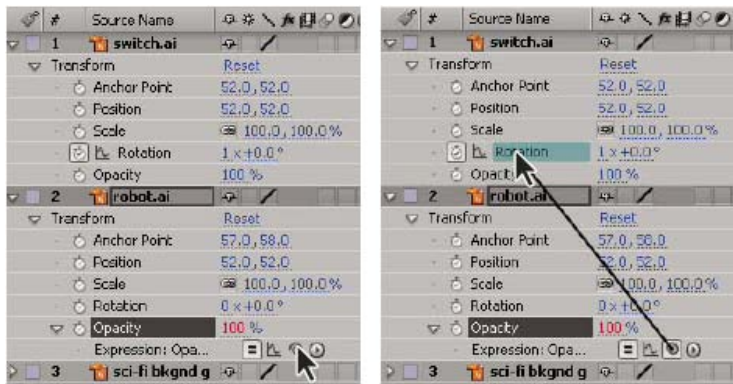 # Source Name
1 switch.ai
Transform Reset
Anchor Point 52.0, 52.0
Position 52.0, 52.0
Scale 100.0, 100.0%
Rotation 1 x +0.0°
Opacity 100 %
2 robot.ai
Transform Reset
Anchor Point 57.0, 58.0
Position 52.0, 52.0
Scale 100.0, 100.0%
Rotation 0 x +0.0°
Opacity 100 %
Expression: Opa...
3 sci-fi bkgnd g
# Source Name
1 switch.ai
Transform Reset
Anchor Point 52.0, 52.0
Position 52.0, 52.0
Scale 100.0, 100.0%
Rotation 1 x +0.0°
Opacity 100 %
2 robot.ai
Transform Reset
Anchor Point 57.0, 58.0
Position 52.0, 52.0
Scale 100.0, 100.0%
Rotation 0 x +0.0°
Opacity 100 %
Expression: Opa...
3 sci-fi bkgnd g